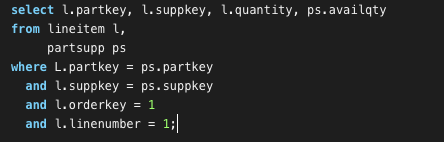 select l.partkey, l.suppkey, l.quantity, ps.availqty
from lineitem l,
     partsupp ps
where L.partkey = ps.partkey
  and l.suppkey = ps.suppkey
  and l.orderkey = 1
  and l.linenumber = 1;